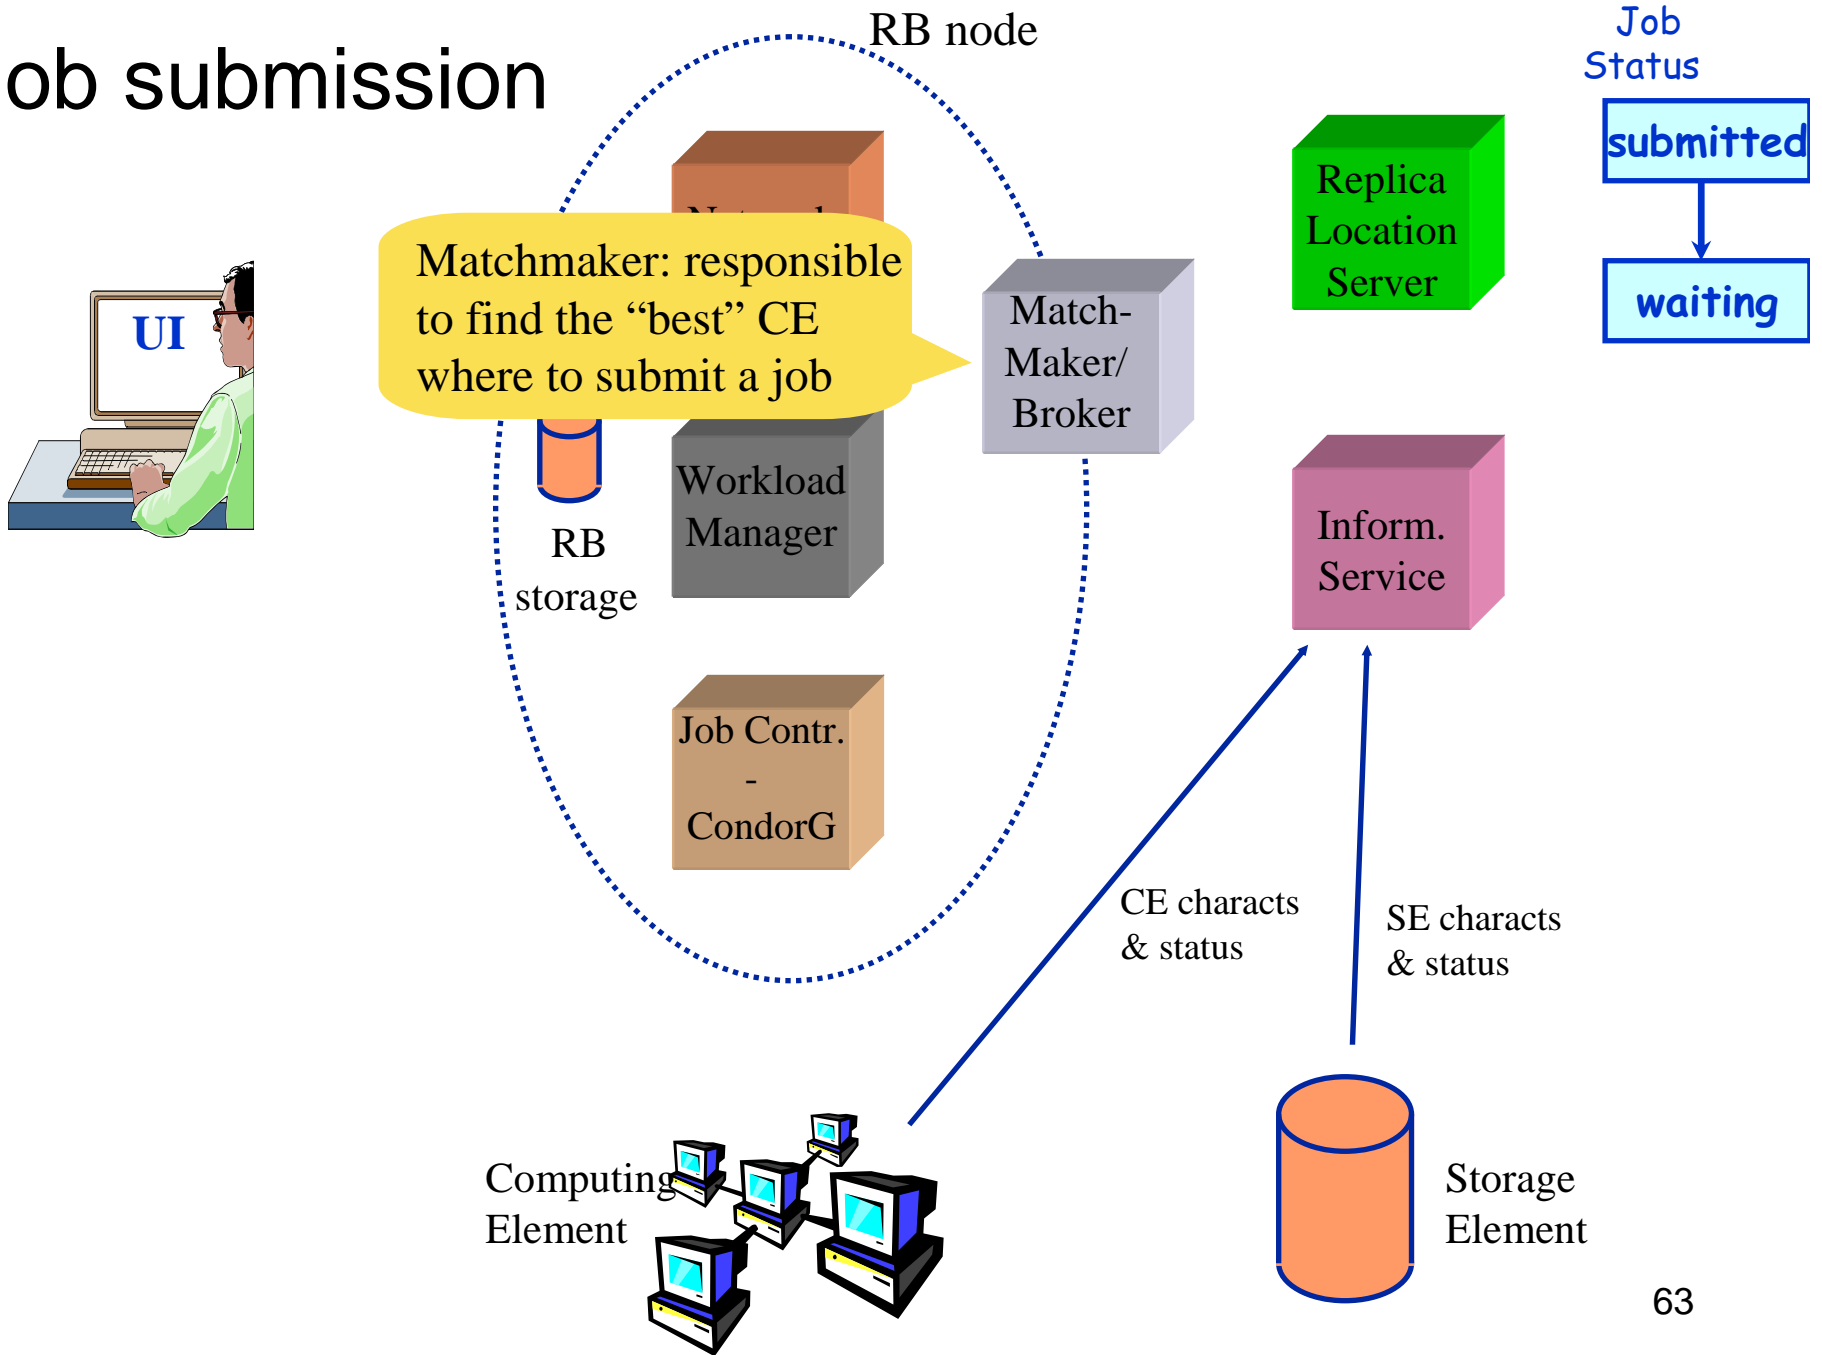 RB node
ob submission
Job
Status
submitted
waiting
Replica
Location
Server
Matchmaker: responsible
to find the “best” CE
where to submit a job
UI
Match-
Maker/
Broker
Workload
Manager
RB
storage
Inform.
Service
Job Contr.
-
CondorG
CE characts
& status
SE characts
& status
Computing
Element
Storage
Element
63